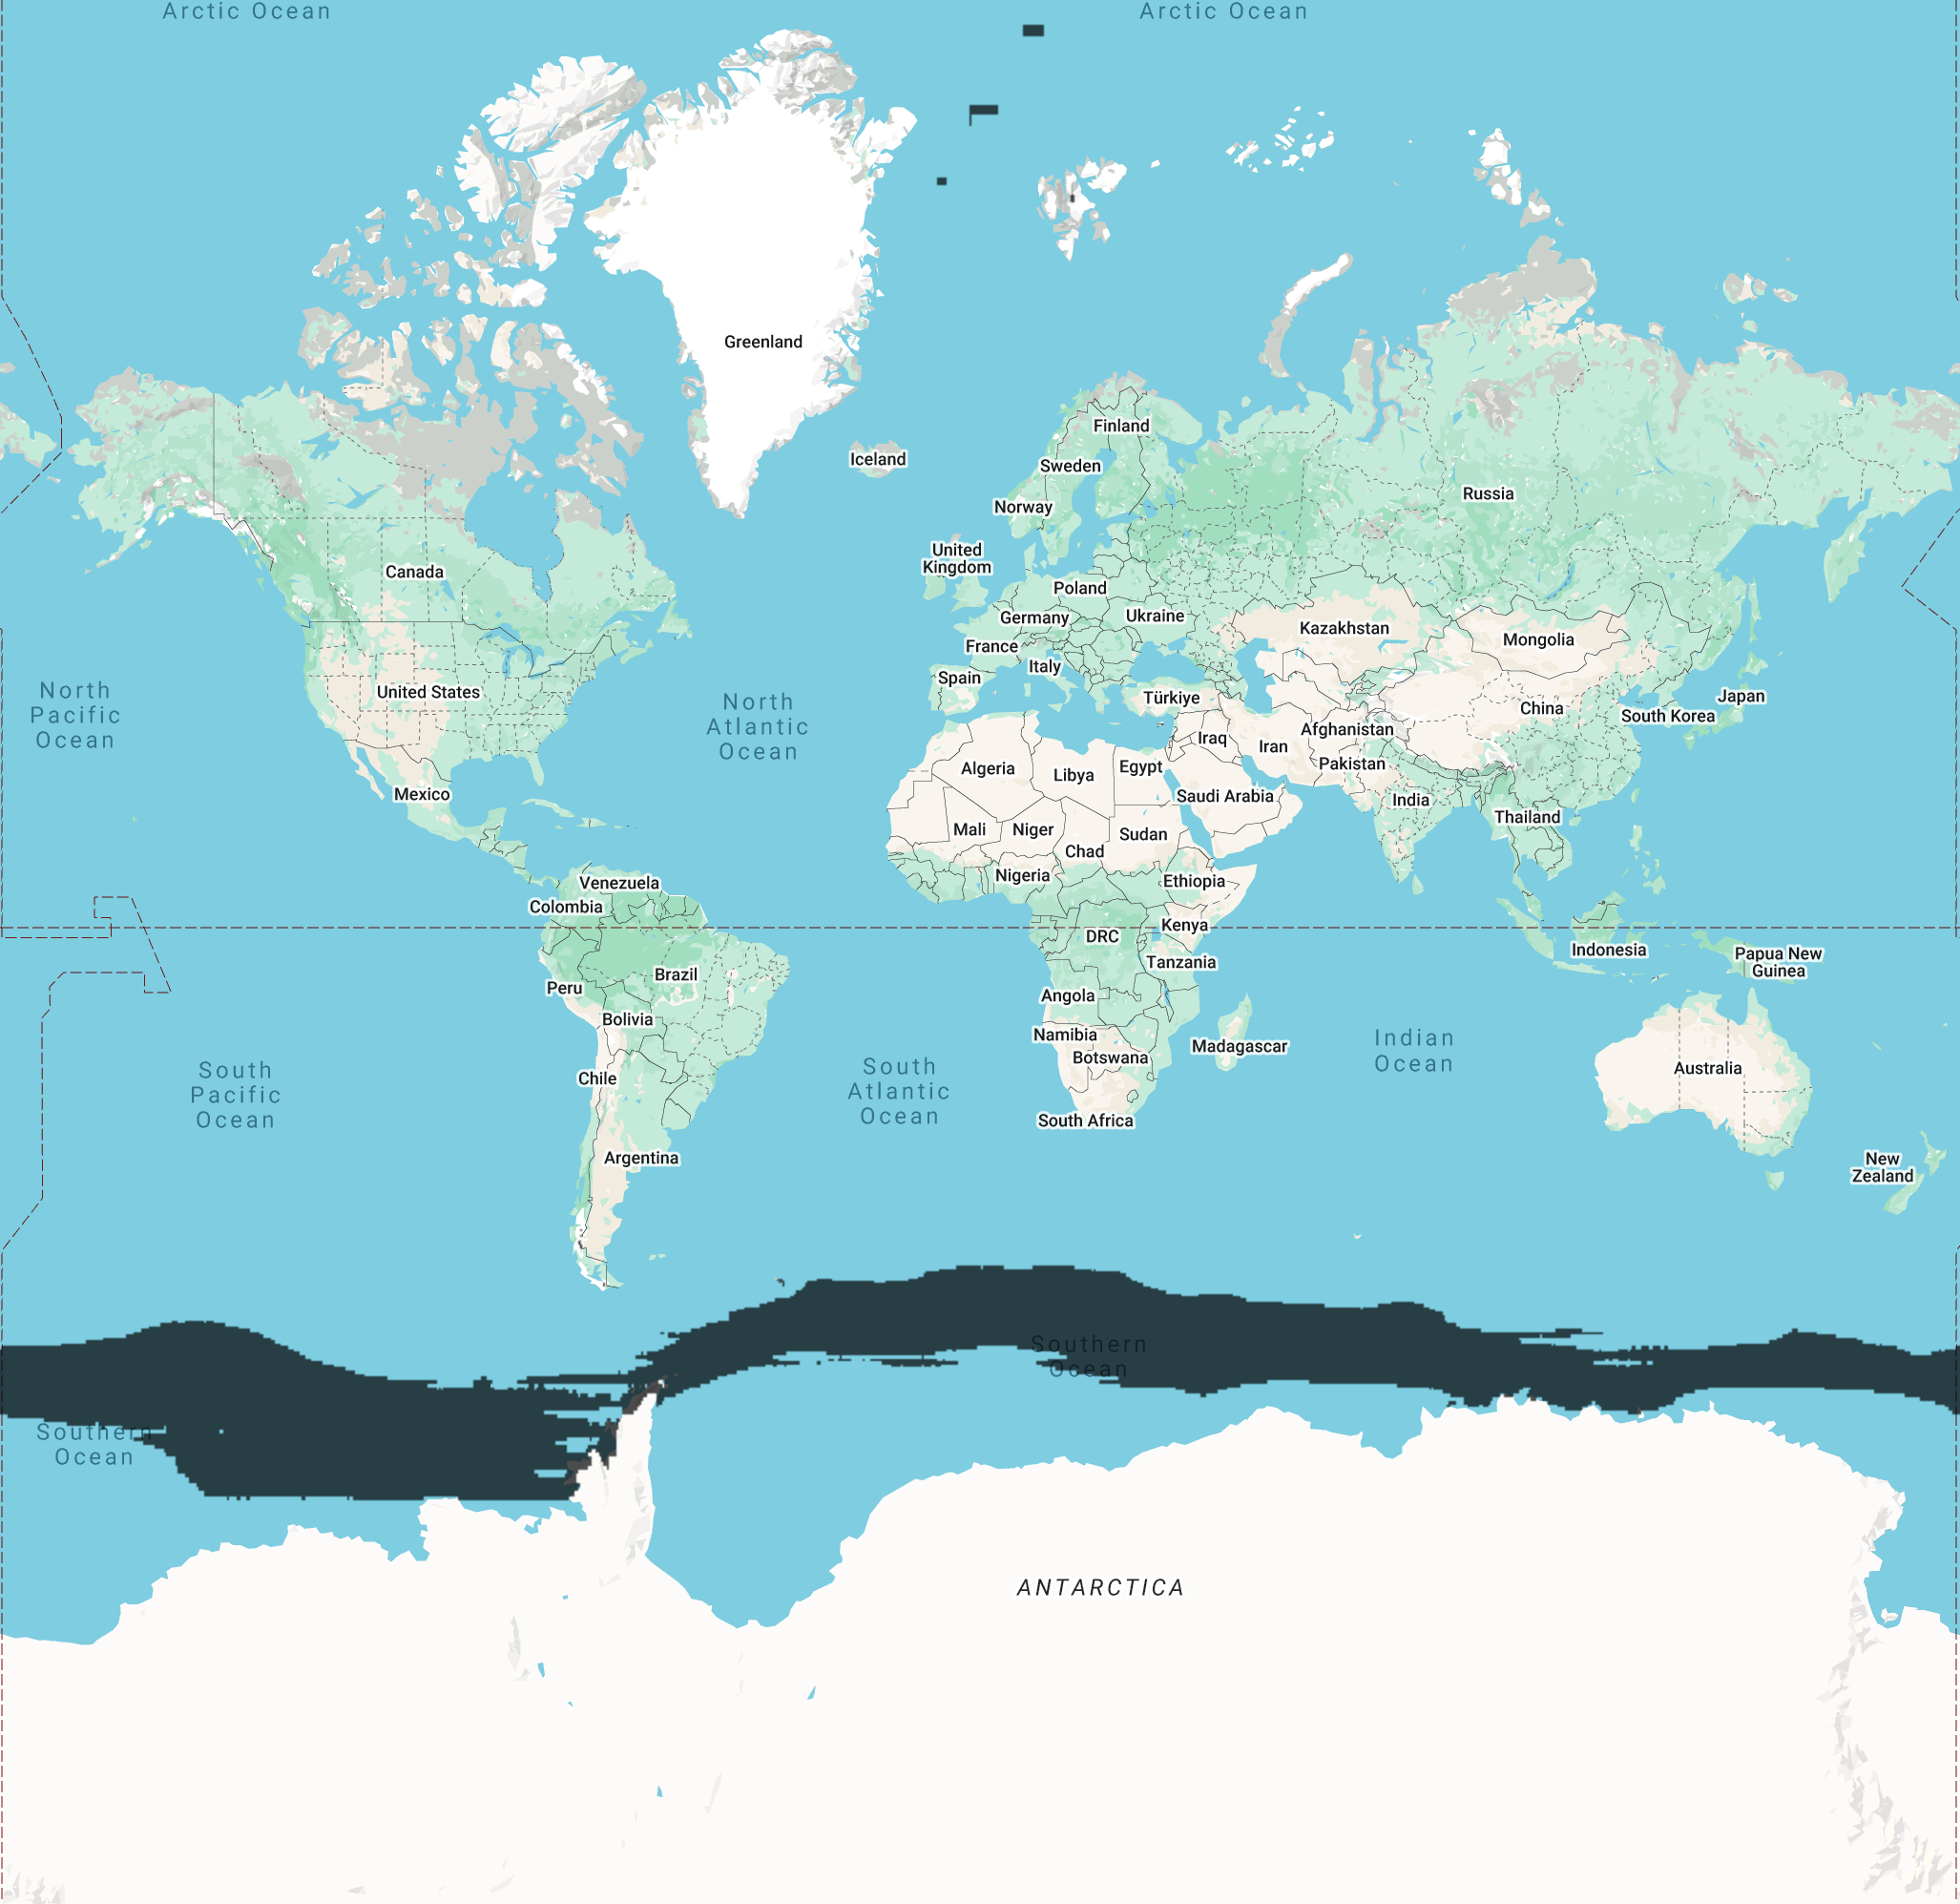 Arctic Ocean
Arctic Ocean
Greenland
Finland
Iceland
Sweden
Russia
Norway
United
Kingdom
Canada
Poland
Germany
Ukraine
Kazakhstan
Mongolia
France
Italy
Spain
United States
Türkiye
Japan
China
South Korea
North
Pacific
Ocean
North
Atlantic
Ocean
Afghanistan
Iraq
Iran
Pakistan
Algeria
Libya
Egypt
Saudi Arabia
India
Mexico
Thailand
Mali
Niger
Sudan
Chad
Nigeria
Ethiopia
Venezuela
Colombia
Kenya
DRC
Indonesia
Papua New
Guinea
Tanzania
Brazil
Peru
Angola
Bolivia
Namibia
Madagascar
Botswana
Indian
Ocean
Australia
Chile
South
Pacific
Ocean
South
Atlantic
Ocean
South Africa
Argentina
New
Zealand
Southern
Ocean
Southern
Ocean
ANTARCTICA